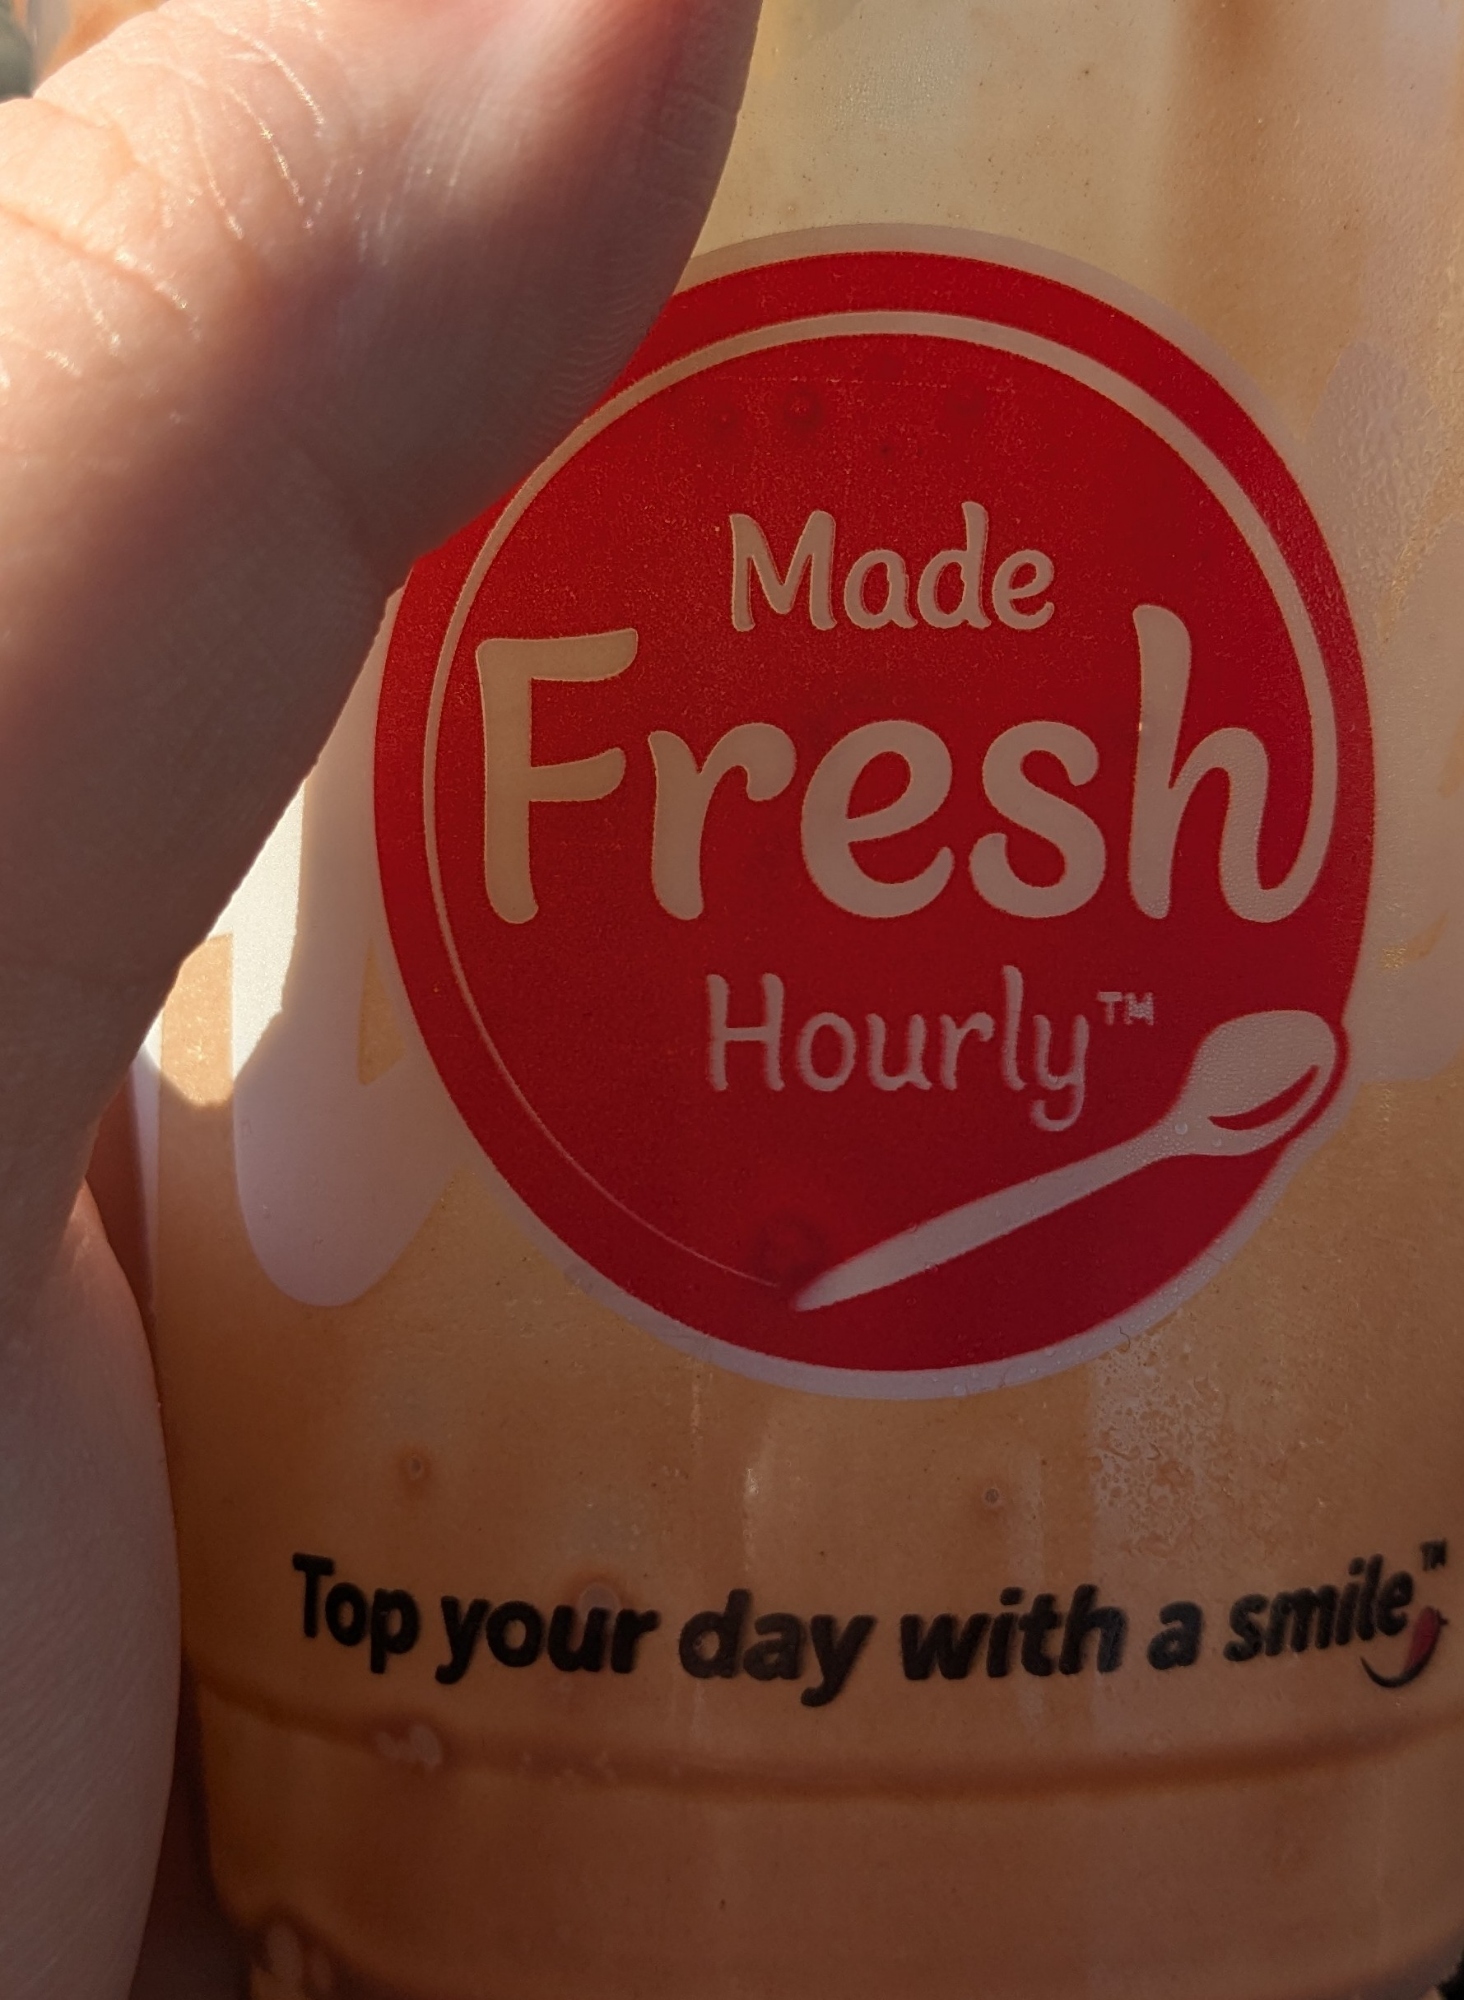 Made
Fresh
Hourly™
Top your day with a smile™